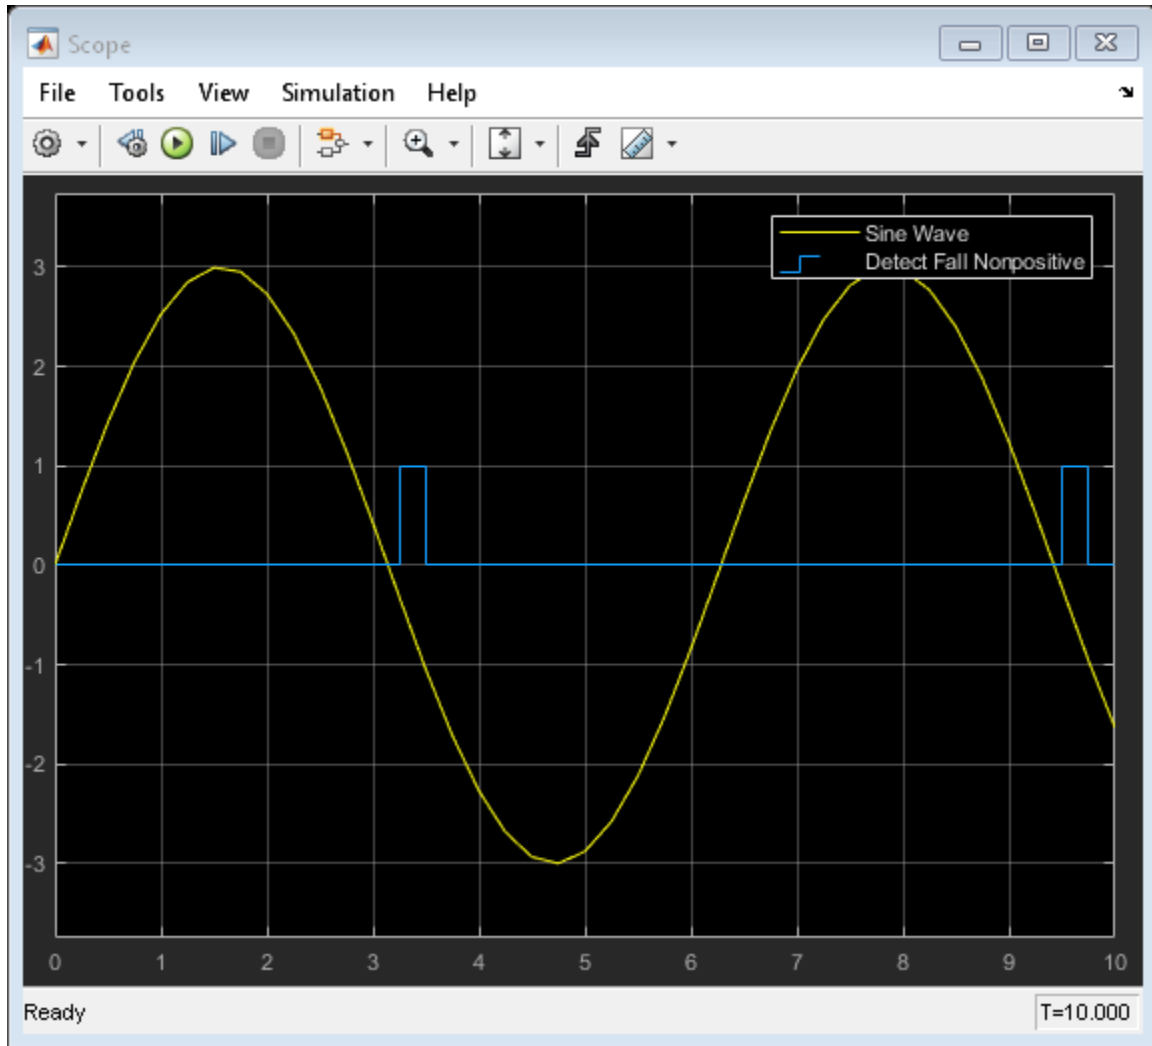 Scope
File Tools View Simulation Help
Sine Wave
Detect Fall Nonpositive
3
2
1
0
-1
-2
-3
0 1 2 3 4 5 6 7 8 9 10
Ready T=10.000